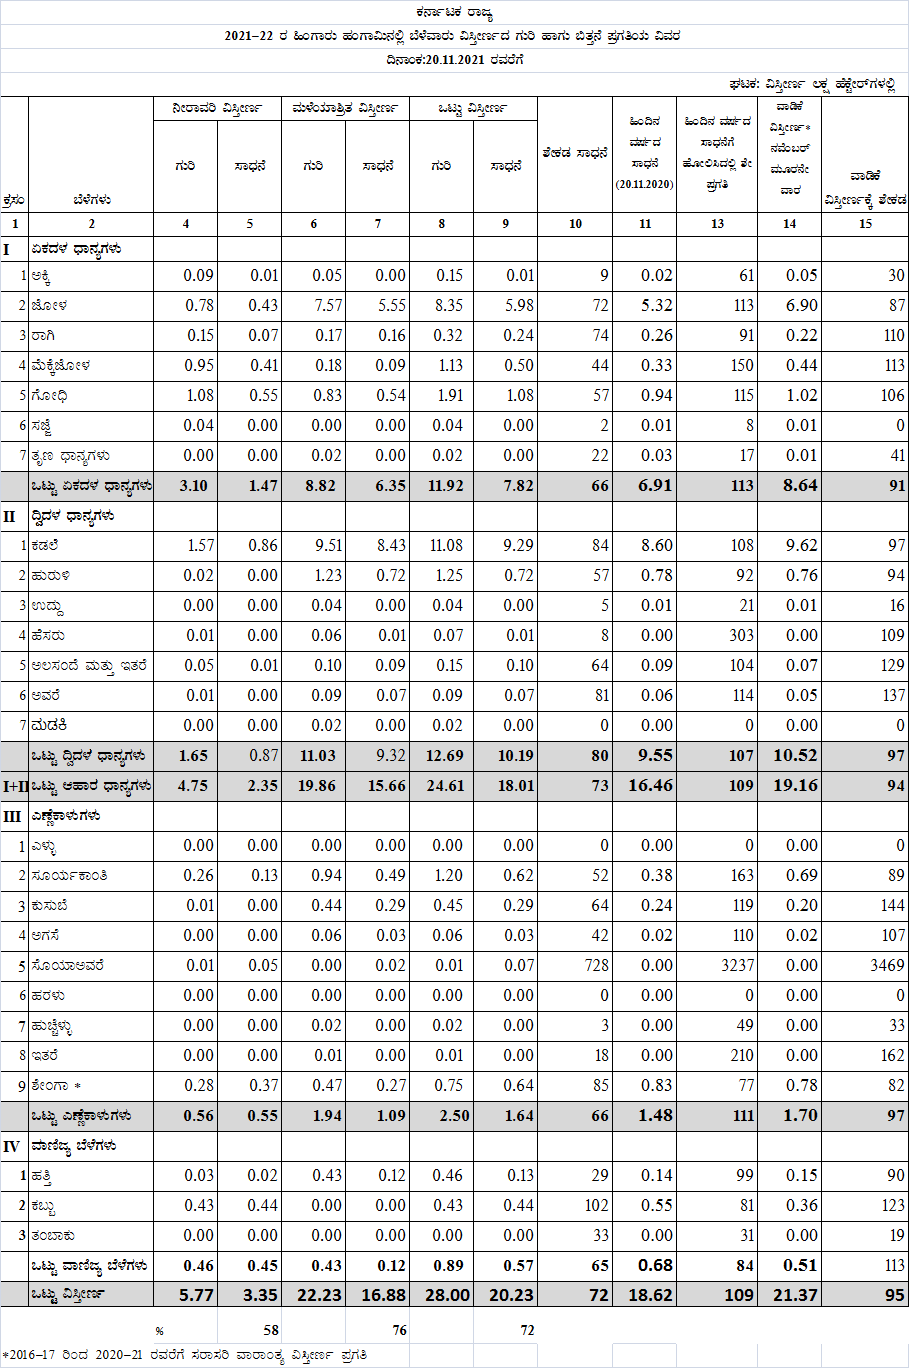 ಕರ್ನಾಟಕ ರಾಜ್ಯ
2021–22 ರ ಹಿಂಗಾರು ಹಂಗಾಮಿನಲ್ಲಿ ಬೆಳೆವಾರು ವಿಸ್ತೀರ್ಣದ ಗುರಿ ಹಾಗು ಬಿತ್ತನೆ ಪ್ರಗತಿಯ ವಿವರ
ದಿನಾಂಕ:20.11.2021 ರವರೆಗೆ
ಘಟಕ: ವಿಸ್ತೀರ್ಣ ಲಕ್ಷ ಹೆಕ್ಟೇರ್‌ಗಳಲ್ಲಿ
ಕ್ರಸಂ ಬೆಳೆಗಳು ನೀರಾವರಿ ವಿಸ್ತೀರ್ಣ ಮಳೆಯಾಶ್ರಿತ ವಿಸ್ತೀರ್ಣ ಒಟ್ಟು ವಿಸ್ತೀರ್ಣ ಶೇಕಡ ಸಾಧನೆ ಹಿಂದಿನ ವರ್ಷದ ಸಾಧನೆ (20.11.2020) ಹಿಂದಿನ ವರ್ಷದ ಸಾಧನೆಗೆ ಹೋಲಿಸಿದಲ್ಲಿ ಶೇ ಪ್ರಗತಿ ವಾಡಿಕೆ ವಿಸ್ತೀರ್ಣ* ನವೆಂಬರ್ ಮೂರನೇ ವಾರ ವಾಡಿಕೆ ವಿಸ್ತೀರ್ಣಕ್ಕೆ ಶೇಕಡ
ಗುರಿ ಸಾಧನೆ ಗುರಿ ಸಾಧನೆ ಗುರಿ ಸಾಧನೆ
1 2 4 5 6 7 8 9 10 11 13 14 15
I ಏಕದಳ ಧಾನ್ಯಗಳು
1 ಅಕ್ಕಿ 0.09 0.01 0.05 0.00 0.15 0.01 9 0.02 61 0.05 30
2 ಜೋಳ 0.78 0.43 7.57 5.55 8.35 5.98 72 5.32 113 6.90 87
3 ರಾಗಿ 0.15 0.07 0.17 0.16 0.32 0.24 74 0.26 91 0.22 110
4 ಮೆಕ್ಕೆಜೋಳ 0.95 0.41 0.18 0.09 1.13 0.50 44 0.33 150 0.44 113
5 ಗೋಧಿ 1.08 0.55 0.83 0.54 1.91 1.08 57 0.94 115 1.02 106
6 ಸಜ್ಜೆ 0.04 0.00 0.00 0.00 0.04 0.00 2 0.01 8 0.01 0
7 ತೃಣ ಧಾನ್ಯಗಳು 0.00 0.00 0.02 0.00 0.02 0.00 22 0.03 17 0.01 41
ಒಟ್ಟು ಏಕದಳ ಧಾನ್ಯಗಳು 3.10 1.47 8.82 6.35 11.92 7.82 66 6.91 113 8.64 91
II ದ್ವಿದಳ ಧಾನ್ಯಗಳು
1 ಕಡಲೆ 1.57 0.86 9.51 8.43 11.08 9.29 84 8.60 108 9.62 97
2 ಹುರುಳಿ 0.02 0.00 1.23 0.72 1.25 0.72 57 0.78 92 0.76 94
3 ಉದ್ದು 0.00 0.00 0.04 0.00 0.04 0.00 5 0.01 21 0.01 16
4 ಹೆಸರು 0.01 0.00 0.06 0.01 0.07 0.01 8 0.00 303 0.00 109
5 ಅಲಸಂದೆ ಮತ್ತು ಇತರೆ 0.05 0.01 0.10 0.09 0.15 0.10 64 0.09 104 0.07 129
6 ಅವರೆ 0.01 0.00 0.09 0.07 0.09 0.07 81 0.06 114 0.05 137
7 ಮಡಕಿ 0.00 0.00 0.02 0.00 0.02 0.00 0 0.00 0 0.00 0
ಒಟ್ಟು ದ್ವಿದಳ ಧಾನ್ಯಗಳು 1.65 0.87 11.03 9.32 12.69 10.19 80 9.55 107 10.52 97
I+II ಒಟ್ಟು ಆಹಾರ ಧಾನ್ಯಗಳು 4.75 2.35 19.86 15.66 24.61 18.01 73 16.46 109 19.16 94
III ಎಣ್ಣೆಕಾಳುಗಳು
1 ಎಳ್ಳು 0.00 0.00 0.00 0.00 0.00 0.00 0 0.00 0 0.00 0
2 ಸೂರ್ಯಕಾಂತಿ 0.26 0.13 0.94 0.49 1.20 0.62 52 0.38 163 0.69 89
3 ಕುಸುಬೆ 0.01 0.00 0.44 0.29 0.45 0.29 64 0.24 119 0.20 144
4 ಅಗಸೆ 0.00 0.00 0.06 0.03 0.06 0.03 42 0.02 110 0.02 107
5 ಸೊಯಾಅವರೆ 0.01 0.05 0.00 0.02 0.01 0.07 728 0.00 3237 0.00 3469
6 ಹರಳು 0.00 0.00 0.00 0.00 0.00 0.00 0 0.00 0 0.00 0
7 ಹುಚ್ಚೆಳ್ಳು 0.00 0.00 0.02 0.00 0.02 0.00 3 0.00 49 0.00 33
8 ಇತರೆ 0.00 0.00 0.01 0.00 0.01 0.00 18 0.00 210 0.00 162
9 ಶೇಂಗಾ * 0.28 0.37 0.47 0.27 0.75 0.64 85 0.83 77 0.78 82
ಒಟ್ಟು ಎಣ್ಣೆಕಾಳುಗಳು 0.56 0.55 1.94 1.09 2.50 1.64 66 1.48 111 1.70 97
IV ವಾಣಿಜ್ಯ ಬೆಳೆಗಳು
1 ಹತ್ತಿ 0.03 0.02 0.43 0.12 0.46 0.13 29 0.14 99 0.15 90
2 ಕಬ್ಬು 0.43 0.44 0.00 0.00 0.43 0.44 102 0.55 81 0.36 123
3 ತಂಬಾಕು 0.00 0.00 0.00 0.00 0.00 0.00 33 0.00 31 0.00 19
ಒಟ್ಟು ವಾಣಿಜ್ಯ ಬೆಳೆಗಳು 0.46 0.45 0.43 0.12 0.89 0.57 65 0.68 84 0.51 113
ಒಟ್ಟು ವಿಸ್ತೀರ್ಣ 5.77 3.35 22.23 16.88 28.00 20.23 72 18.62 109 21.37 95
% 58 76 72
*2016–17 ರಿಂದ 2020–21 ರವರೆಗೆ ಸರಾಸರಿ ವಾರಾಂತ್ಯ ವಿಸ್ತೀರ್ಣ ಪ್ರಗತಿ